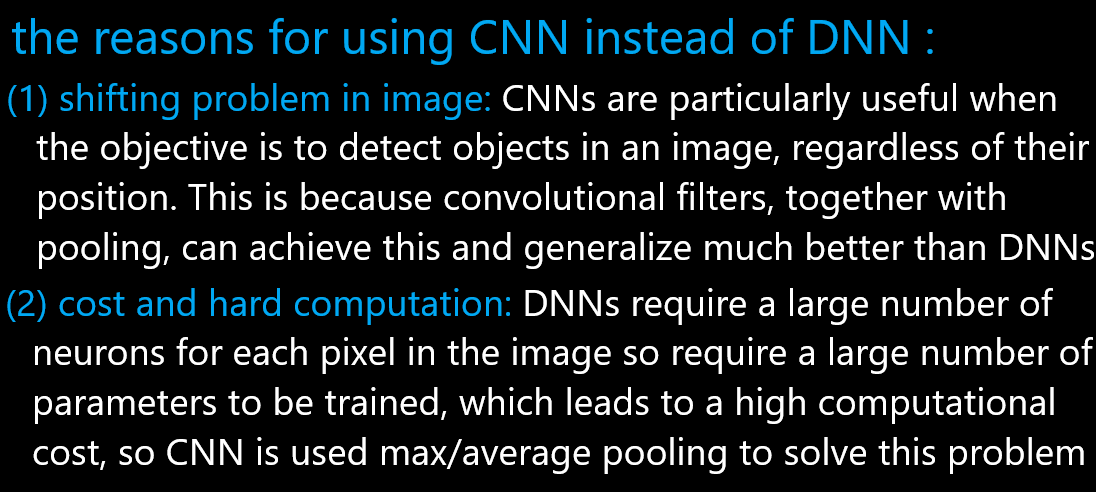 the reasons for using CNN instead of DNN :
(1) shifting problem in image: CNNs are particularly useful when
the objective is to detect objects in an image, regardless of their
position. This is because convolutional filters, together with
pooling, can achieve this and generalize much better than DNNs
(2) cost and hard computation: DNNs require a large number of
neurons for each pixel in the image so require a large number of
parameters to be trained, which leads to a high computational
cost, so CNN is used max/average pooling to solve this problem